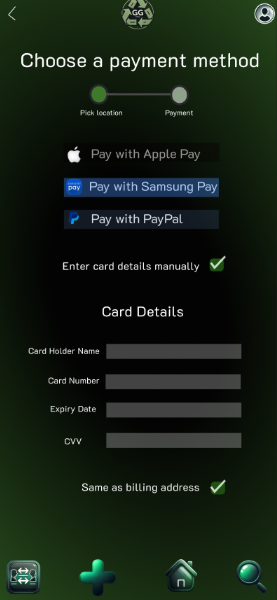 GG
Choose a payment method
Pick location
Payment
Pay with Apple Pay
pay
Pay with Samsung Pay
Pay with PayPal
Enter card details manually
Card Details
Card Holder Name
Card Number
Expiry Date
CVV
Same as billing address